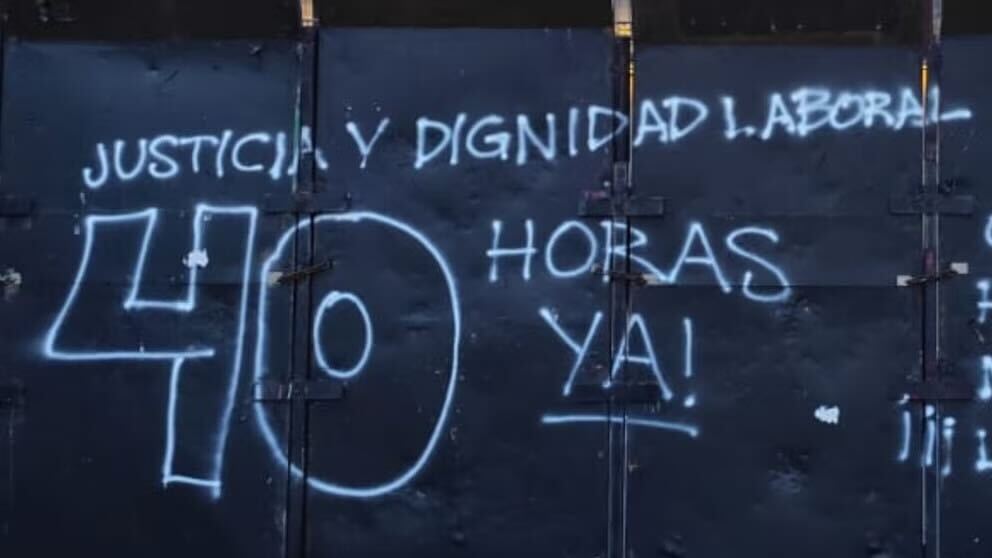 JUSTICIA Y DIGNIDAD LABORAL
40 HORAS
YA!